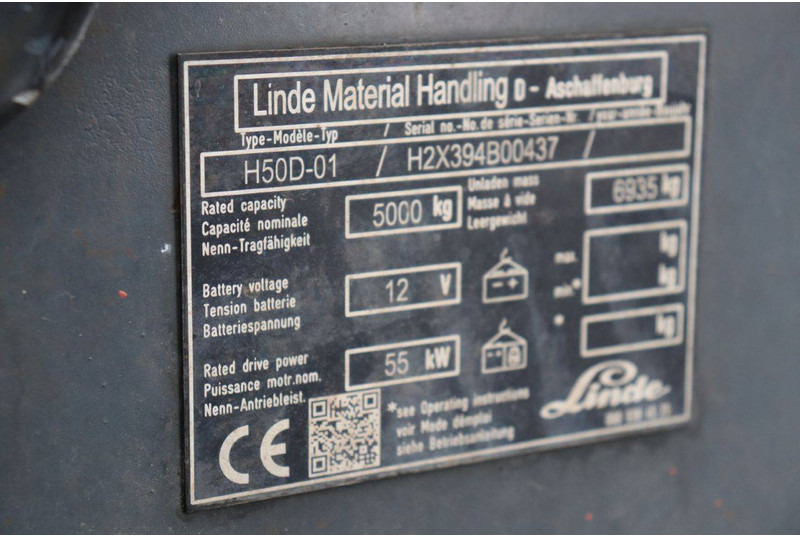 Linde Material Handling D - Aschaffenburg
Type-Modèle-Typ / Serial no.-No.de série-Serien-Nr. /
H50D-01 / H2X394B00437 /
Rated capacity
Capacité nominale
Nenn-Tragfähigkeit
5000 kg
Unladen mass
Masse à vide
Leergewicht
6935 kg
Battery voltage
Tension batterie
Batteriespannung
12 V
- +
max. kg
min.* kg
* kg
Rated drive power
Puissance motr.nom.
Nenn-Antriebleist.
55 kW
*see Operating instructions
voir Mode démploi
siehe Betriebsanleitung
CE
Linde